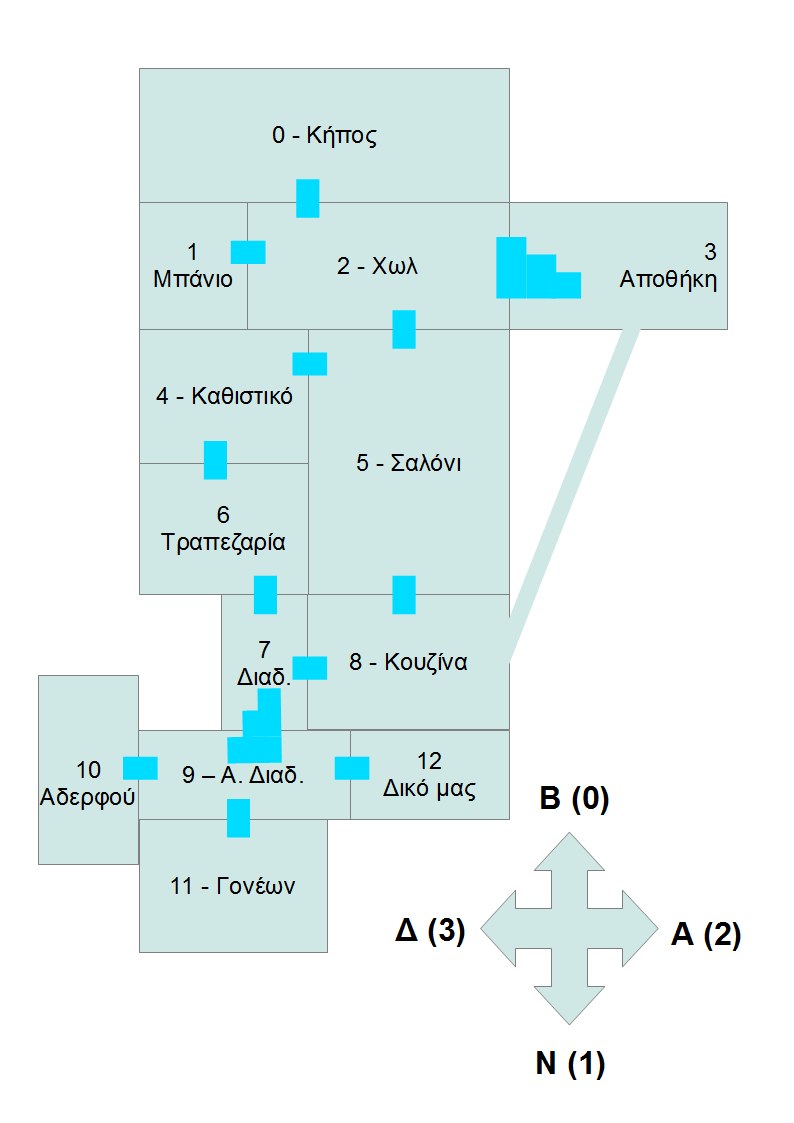 0 - Κήπος
1
Μπάνιο
2 - Χωλ
3
Αποθήκη
4 - Καθιστικό
5 - Σαλόνι
6
Τραπεζαρία
7
Διαδ.
8 - Κουζίνα
9 – Α. Διαδ.
10
Αδερφού
12
Δικό μας
11 - Γονέων
Β (0)
Δ (3)
Α (2)
Ν (1)